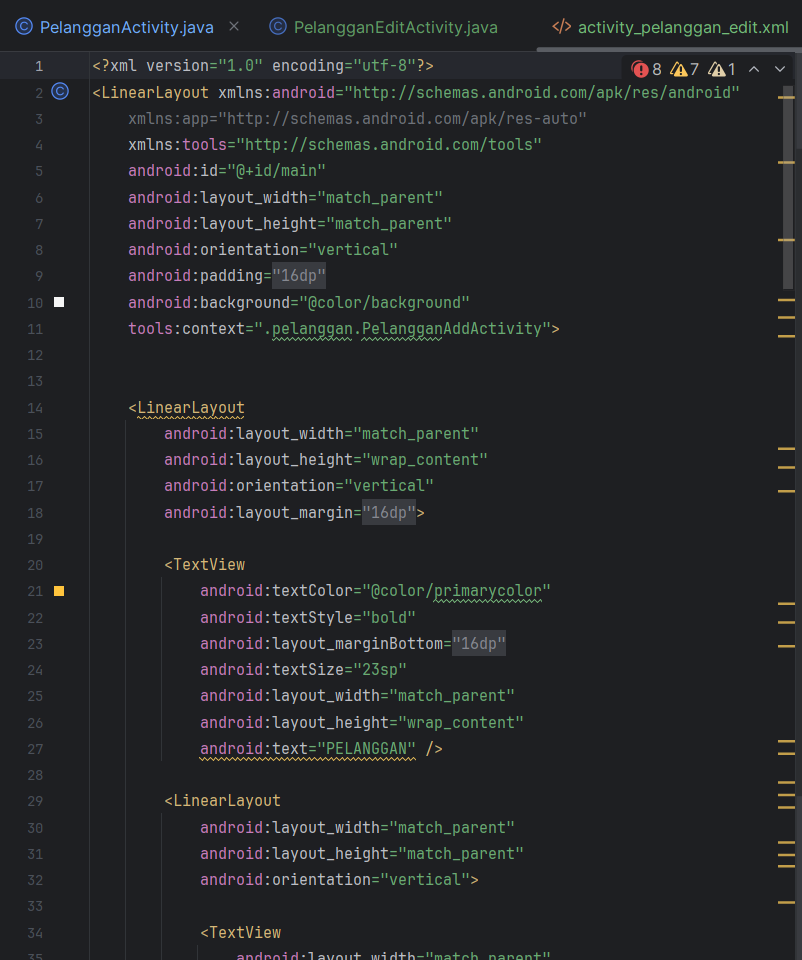 PelangganActivity.java PelangganEditActivity.java activity_pelanggan_edit.xml
8 7 1
1 <?xml version="1.0" encoding="utf-8"?>
2 <LinearLayout xmlns:android="http://schemas.android.com/apk/res/android"
3 xmlns:app="http://schemas.android.com/apk/res-auto"
4 xmlns:tools="http://schemas.android.com/tools"
5 android:id="@+id/main"
6 android:layout_width="match_parent"
7 android:layout_height="match_parent"
8 android:orientation="vertical"
9 android:padding="16dp"
10 android:background="@color/background"
11 tools:context=".pelanggan.PelangganAddActivity">
12
13
14 <LinearLayout
15 android:layout_width="match_parent"
16 android:layout_height="wrap_content"
17 android:orientation="vertical"
18 android:layout_margin="16dp">
19
20 <TextView
21 android:textColor="@color/primarycolor"
22 android:textStyle="bold"
23 android:layout_marginBottom="16dp"
24 android:textSize="23sp"
25 android:layout_width="match_parent"
26 android:layout_height="wrap_content"
27 android:text="PELANGGAN" />
28
29 <LinearLayout
30 android:layout_width="match_parent"
31 android:layout_height="match_parent"
32 android:orientation="vertical">
33
34 <TextView
35 android:layout_width="match_parent"